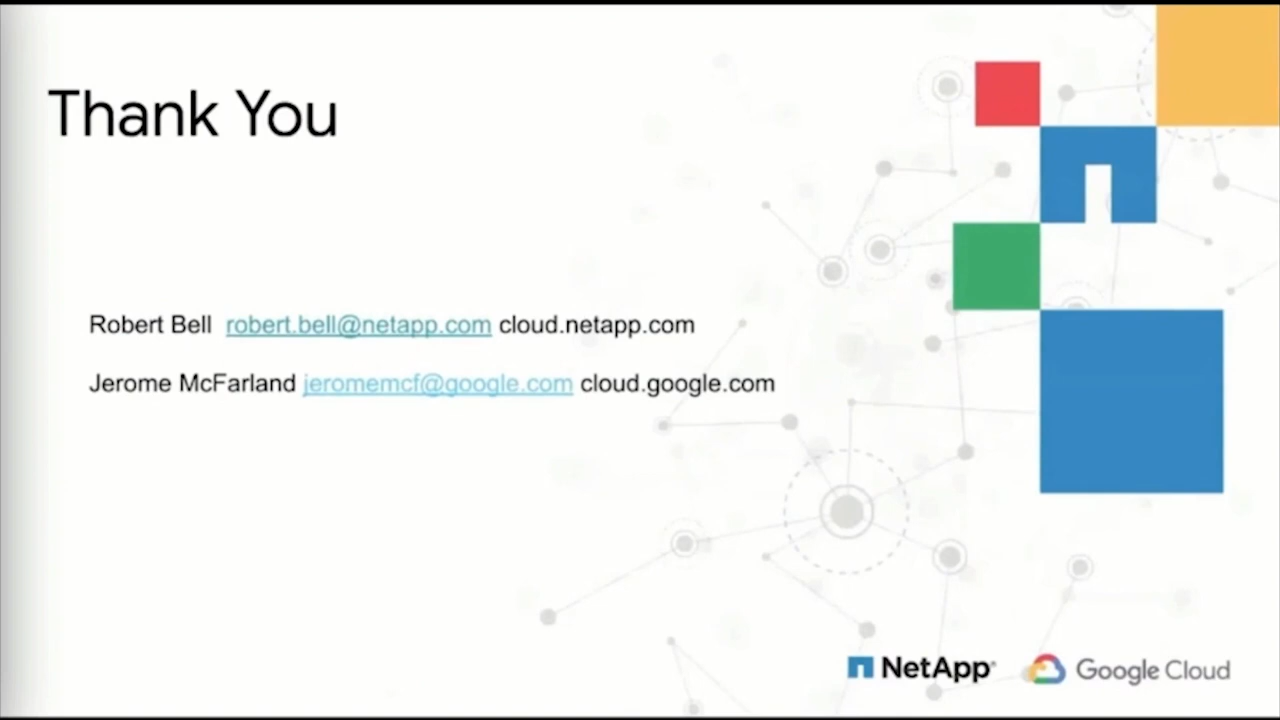 Thank You
Robert Bell robert.bell@netapp.com cloud.netapp.com
Jerome McFarland jeromemcf@google.com cloud.google.com
NetApp Google Cloud